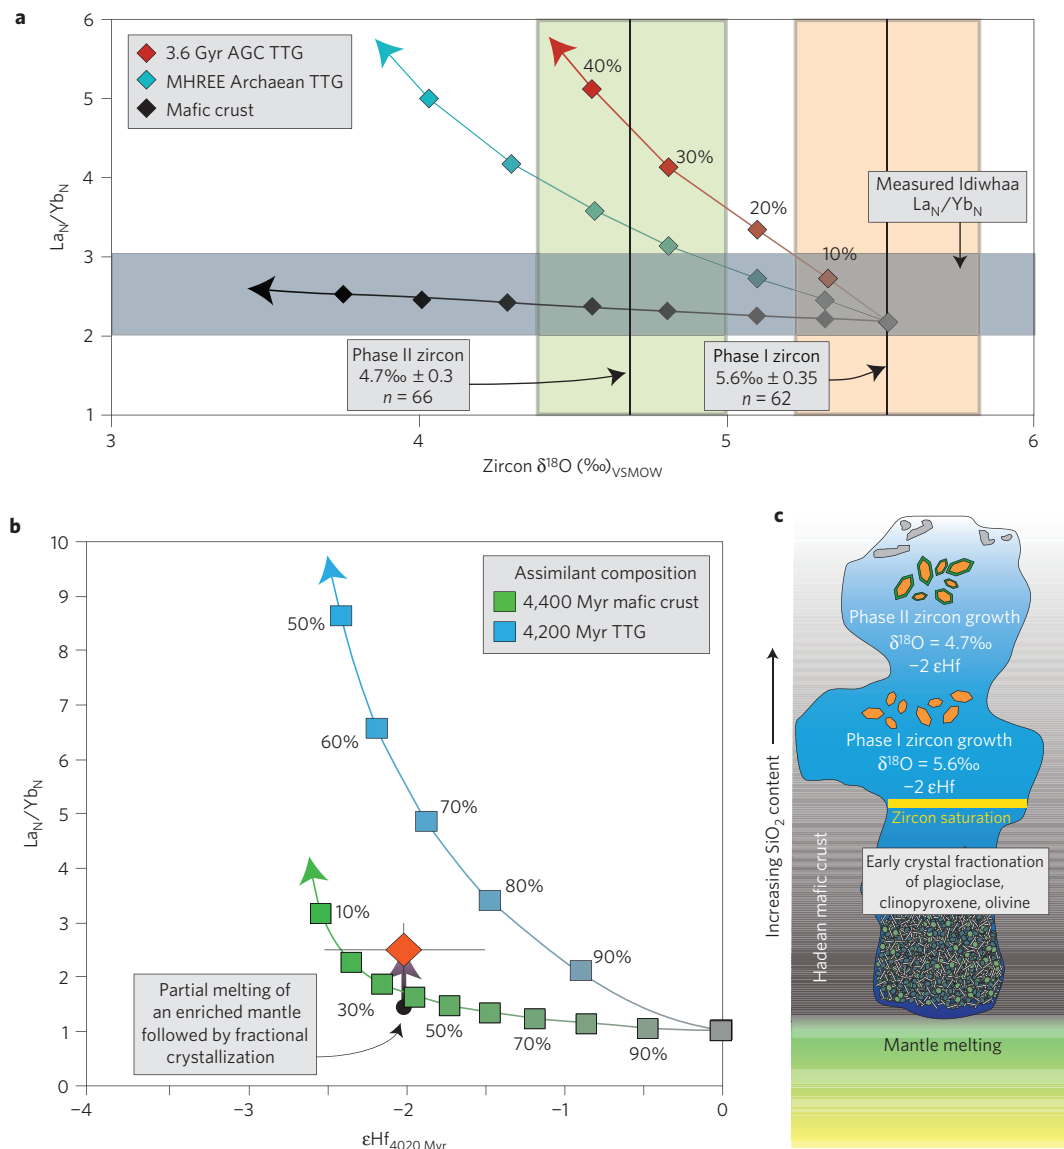 a
6
5
4
3
2
1
La_N/Yb_N
3.6 Gyr AGC TTG
MHREE Archaean TTG
Mafic crust
40%
30%
20%
10%
Measured Idiwhaa
La_N/Yb_N
Phase II zircon
4.7‰ ± 0.3
n = 66
Phase I zircon
5.6‰ ± 0.35
n = 62
3
4
5
6
Zircon δ¹⁸O (‰)_VSMOW
b
10
9
8
7
6
5
4
3
2
1
0
La_N/Yb_N
Assimilant composition
4,400 Myr mafic crust
4,200 Myr TTG
50%
60%
70%
80%
90%
10%
30%
50%
70%
90%
Partial melting of
an enriched mantle
followed by fractional
crystallization
−4
−3
−2
−1
0
εHf_4020 Myr
c
Increasing SiO₂ content
Hadean mafic crust
Phase II zircon growth
δ¹⁸O = 4.7‰
−2 εHf
Phase I zircon growth
δ¹⁸O = 5.6‰
−2 εHf
Zircon saturation
Early crystal fractionation
of plagioclase,
clinopyroxene, olivine
Mantle melting